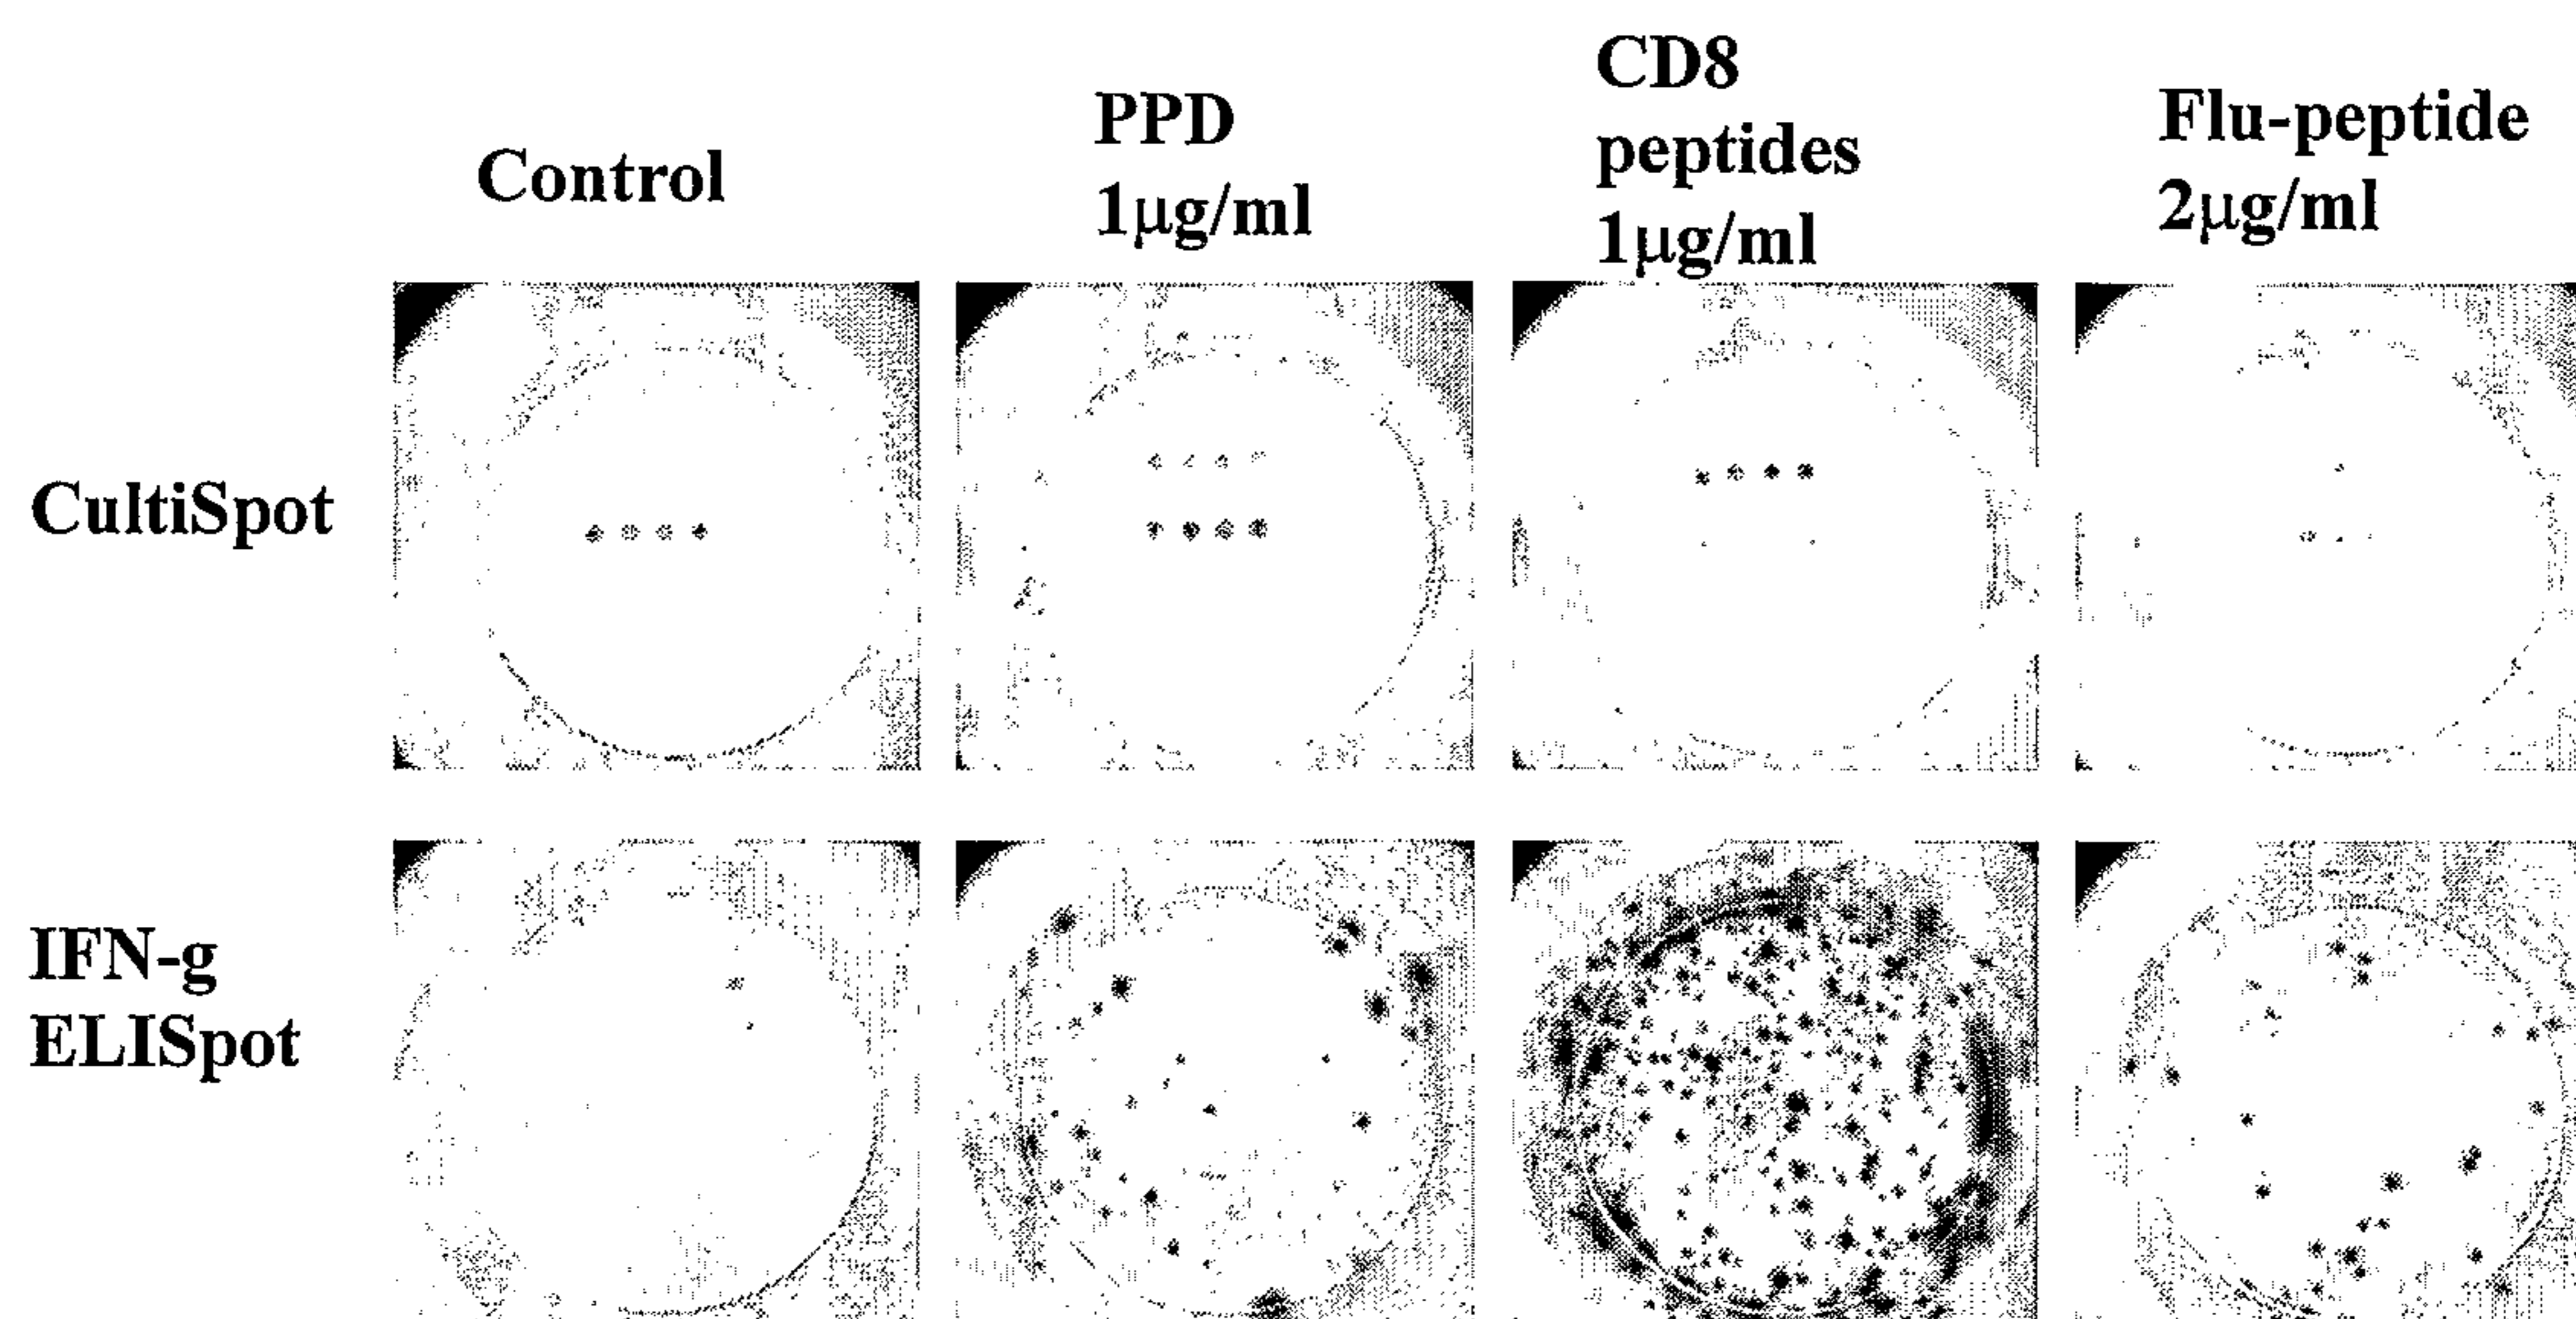 Control
PPD
1μg/ml
CD8
peptides
1μg/ml
Flu-peptide
2μg/ml
CultiSpot
IFN-g
ELISpot